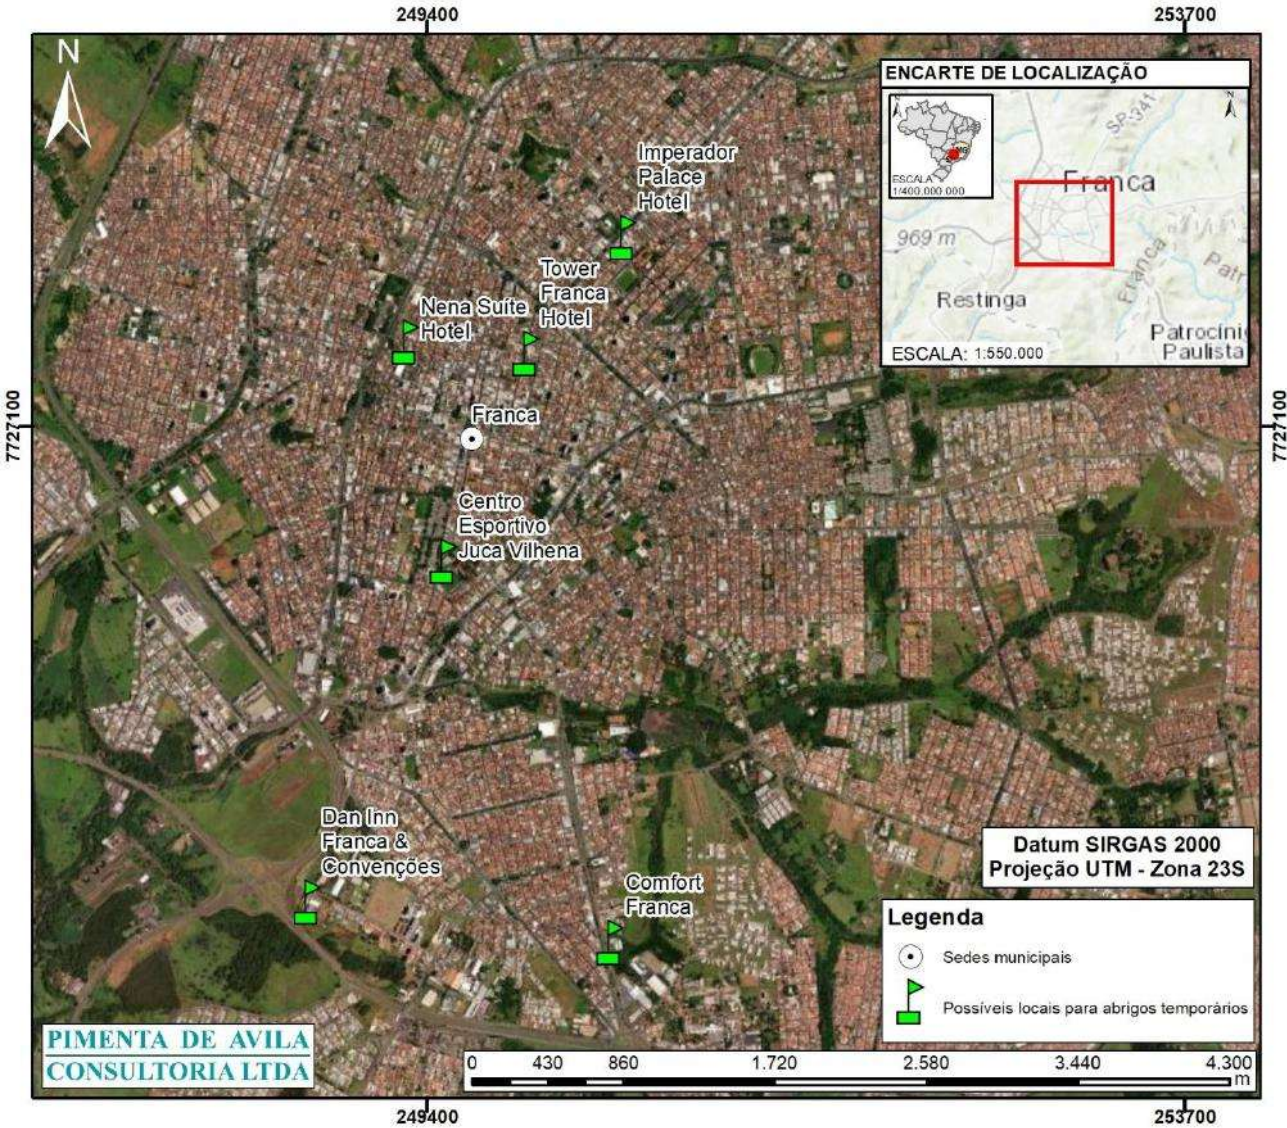 249400
253700
N
ENCARTE DE LOCALIZAÇÃO
N
N
SP-341
MG
ESCALA
1/400.000.000
Franca
969 m
Franca
Patr
Restinga
Patrocíni
Paulista
ESCALA: 1:550.000
Imperador
Palace
Hotel
Tower
Franca
Hotel
Nena Suíte
Hotel
7727100
7727100
Franca
Centro
Esportivo
Juca Vilhena
Dan Inn
Franca &
Convenções
Comfort
Franca
Datum SIRGAS 2000
Projeção UTM - Zona 23S
Legenda
Sedes municipais
Possíveis locais para abrigos temporários
PIMENTA DE AVILA
CONSULTORIA LTDA
0 430 860 1.720 2.580 3.440 4.300
m
249400
253700